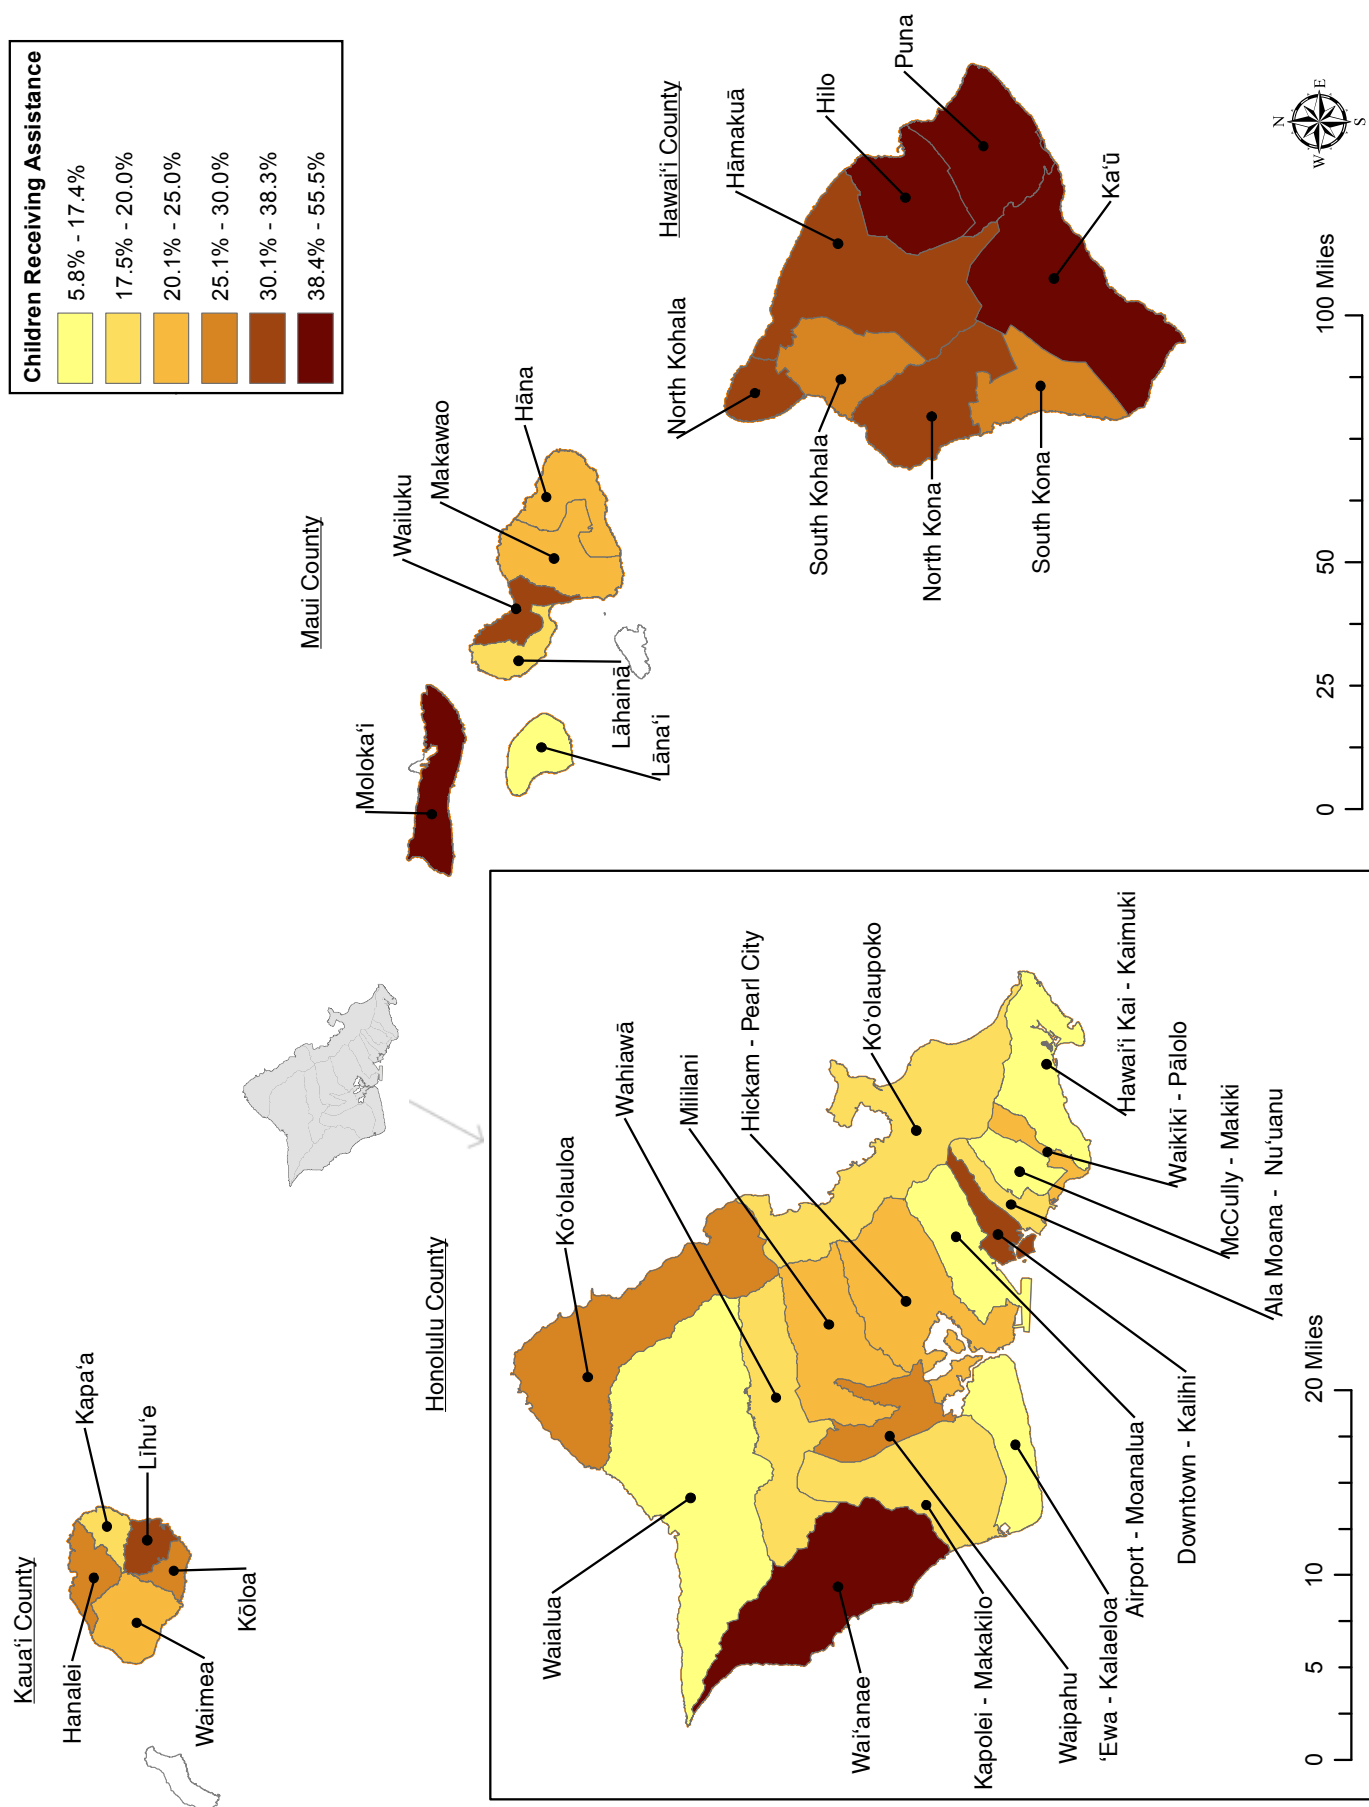 Children Receiving Assistance
5.8% - 17.4%
17.5% - 20.0%
20.1% - 25.0%
25.1% - 30.0%
30.1% - 38.3%
38.4% - 55.5%
Kauaʻi County
Hanalei
Kapaʻa
Līhuʻe
Waimea
Kōloa
Maui County
Molokaʻi
Wailuku
Makawao
Hāna
Lāhainā
Lānaʻi
Honolulu County
Koʻolauloa
Wahiawā
Mililani
Hickam - Pearl City
Koʻolaupoko
Waialua
Waiʻanae
Kapolei - Makakilo
Waipahu
ʻEwa - Kalaeloa
Airport - Moanalua
Downtown - Kalihi
Ala Moana - Nuʻuanu
McCully - Makiki
Waikīkī - Pālolo
Hawaiʻi Kai - Kaimuki
Hawaiʻi County
North Kohala
Hāmakuā
Hilo
Puna
South Kohala
North Kona
South Kona
Kaʻū
0 5 10 20 Miles
0 25 50 100 Miles
N
W E
S